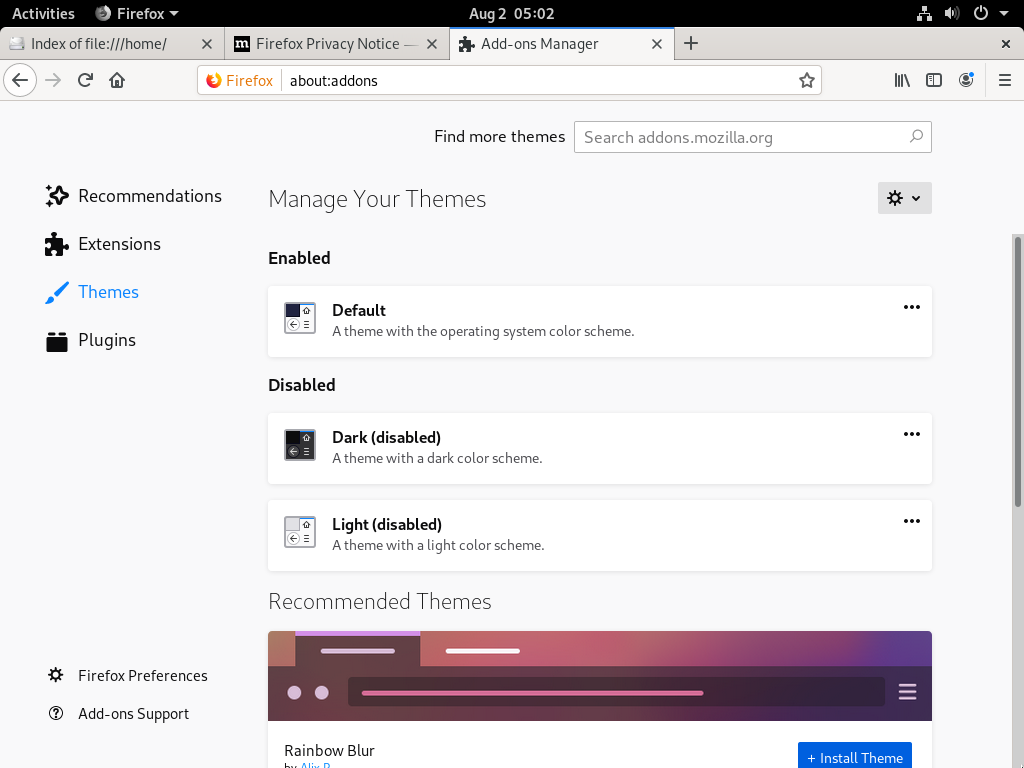 Activities Firefox Aug 2 05:02
Index of file:///home/ Firefox Privacy Notice — Add-ons Manager
Firefox about:addons
Find more themes Search addons.mozilla.org
Recommendations
Extensions
Themes
Plugins
Manage Your Themes
Enabled
Default
A theme with the operating system color scheme.
Disabled
Dark (disabled)
A theme with a dark color scheme.
Light (disabled)
A theme with a light color scheme.
Recommended Themes
Firefox Preferences
Add-ons Support
Rainbow Blur
by Alix P
+ Install Theme